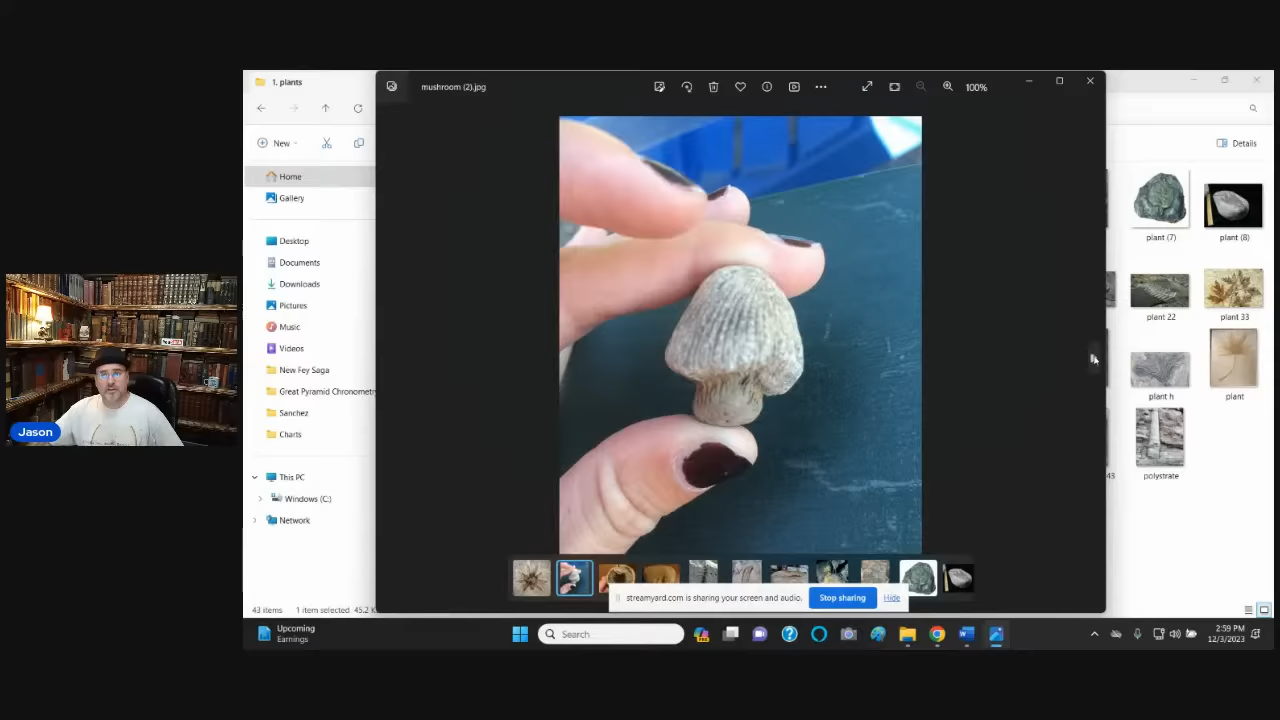 1. plants
mushroom (2).jpg
100%
New
Details
Home
Gallery
Desktop
Documents
Downloads
Pictures
Music
Videos
New Fey Saga
Great Pyramid Chronometr
Sanchez
Charts
This PC
Windows (C:)
Network
plant (7)
plant (8)
plant 22
plant 33
plant h
plant
43
polystrate
Jason
streamyard.com is sharing your screen and audio.
Stop sharing
Hide
43 items
1 item selected
45.2 K
Upcoming
Earnings
Search
2:59 PM
12/3/2023